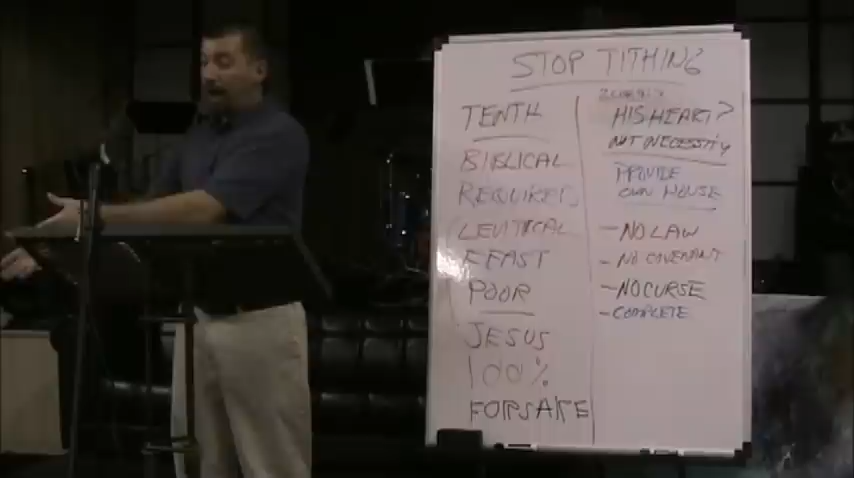 STOP TITHING
TENTH
BIBLICAL
REQUIRED
LEVITICAL
FEAST
POOR
JESUS
100%
FORSAKE
HIS HEART?
NOT NECESSITY
PROVIDE
OWN HOUSE
- NO LAW
- NO COVENANT
- NO CURSE
- COMPLETE